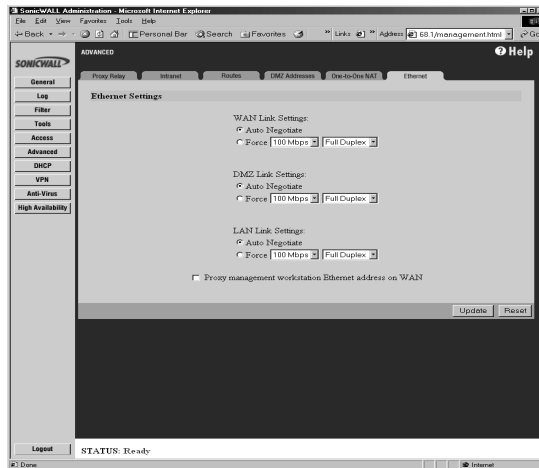 SonicWALL Administration - Microsoft Internet Explorer
File Edit View Favorites Tools Help
Back Personal Bar Search Favorites Links Address 68.1/management.html Go
SONICWALL
ADVANCED
Help
Proxy Relay Intranet Routes DMZ Addresses One-to-One NAT Ethernet
General
Log
Filter
Tools
Access
Advanced
DHCP
VPN
Anti-Virus
High Availability
Ethernet Settings
WAN Link Settings:
Auto Negotiate
Force 100 Mbps Full Duplex
DMZ Link Settings:
Auto Negotiate
Force 100 Mbps Full Duplex
LAN Link Settings:
Auto Negotiate
Force 100 Mbps Full Duplex
Proxy management workstation Ethernet address on WAN
Update Reset
Logout
STATUS: Ready
Done Internet